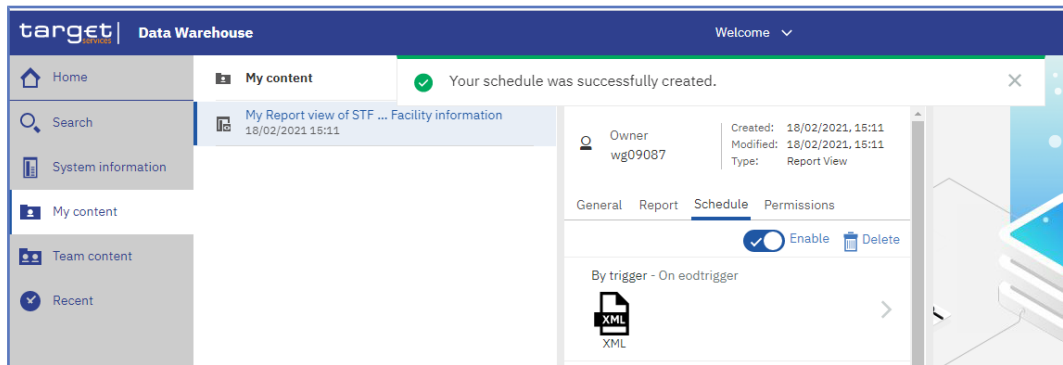 target services Data Warehouse
Welcome
Home
Search
System information
My content
Team content
Recent
My content
Your schedule was successfully created.
My Report view of STF ... Facility information
18/02/2021 15:11
Owner
wg09087
Created: 18/02/2021, 15:11
Modified: 18/02/2021, 15:11
Type: Report View
General Report Schedule Permissions
Enable Delete
By trigger - On eodtrigger
XML
XML